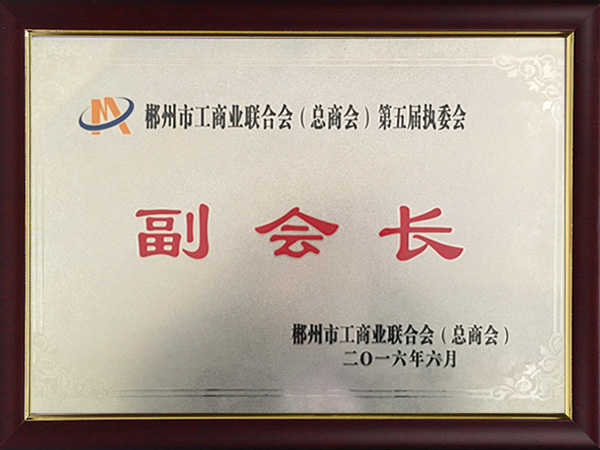 郴州市工商业联合会（总商会）第五届执委会
副会长
郴州市工商业联合会（总商会）
二〇一六年六月